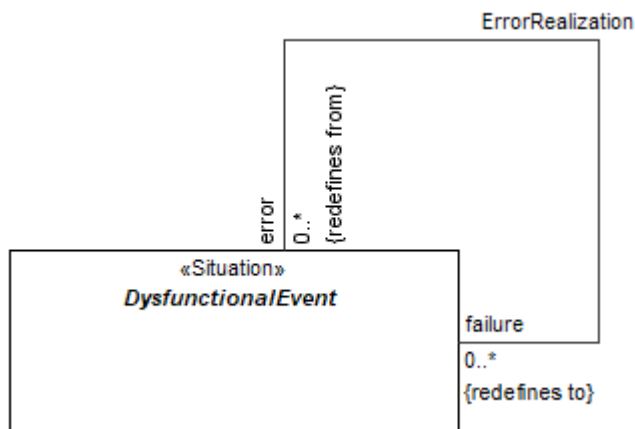 ErrorRealization
error
0..*
{redefines from}
«Situation»
DysfunctionalEvent
failure
0..*
{redefines to}